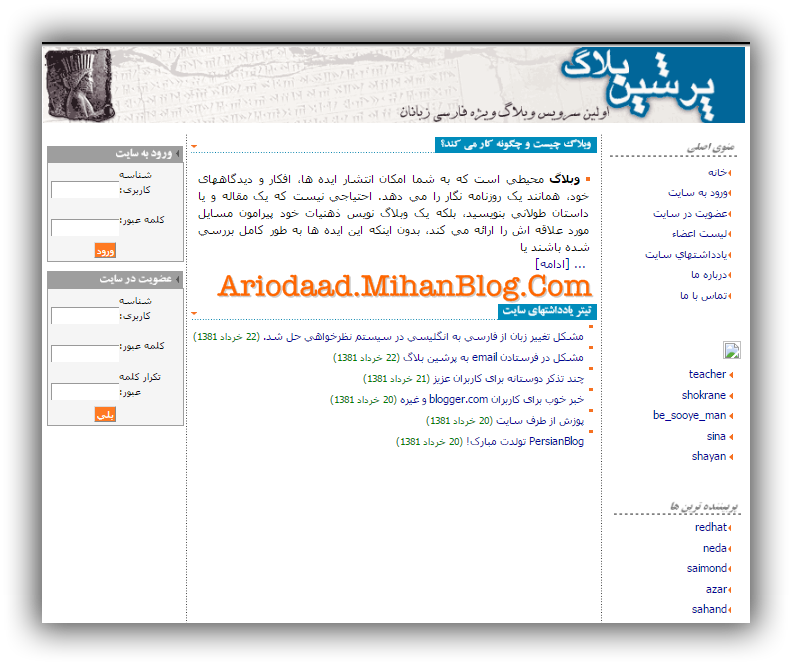 پرشین بلاگ
اولین سرویس وبلاگ ویژه فارسی زبانان
منوی اصلی
خانه
ورود به سایت
عضویت در سایت
لیست اعضاء
یادداشتهاي سایت
درباره ما
تماس با ما
teacher
shokrane
be_sooye_man
sina
shayan
پربیننده ترین ها
redhat
neda
saimond
azar
sahand
وبلاگ چیست و چگونه کار می کند؟
وبلاگ محیطي است که به شما امکان انتشار ایده ها، افکار و دیدگاههای
خود، همانند یک روزنامه نگار را می دهد. احتیاجي نیست که یک مقاله و یا
داستان طولاني بنویسید، بلکه یک وبلاگ نویس ذهنیات خود پیرامون مسایل
مورد علاقه اش را ارائه می کند، بدون اینکه این ایده ها به طور کامل بررسي
شده باشند یا
... [ادامه]
Ariodaad.MihanBlog.Com
تیتر یادداشتهای سایت
مشکل تغییر زبان از فارسي به انگلیسي در سیستم نظرخواهي حل شد. (22 خرداد 1381)
مشکل در فرستادن email به پرشین بلاگ (22 خرداد 1381)
چند تذکر دوستانه برای کاربران عزیز (21 خرداد 1381)
خبر خوب برای کاربران blogger.com و غیره (20 خرداد 1381)
پوزش از طرف سایت (20 خرداد 1381)
PersianBlog تولدت مبارک! (20 خرداد 1381)
ورود به سایت
شناسه
کاربری:
کلمه عبور:
ورود
عضویت در سایت
شناسه
کاربری:
کلمه عبور:
تکرار کلمه
عبور:
بلي